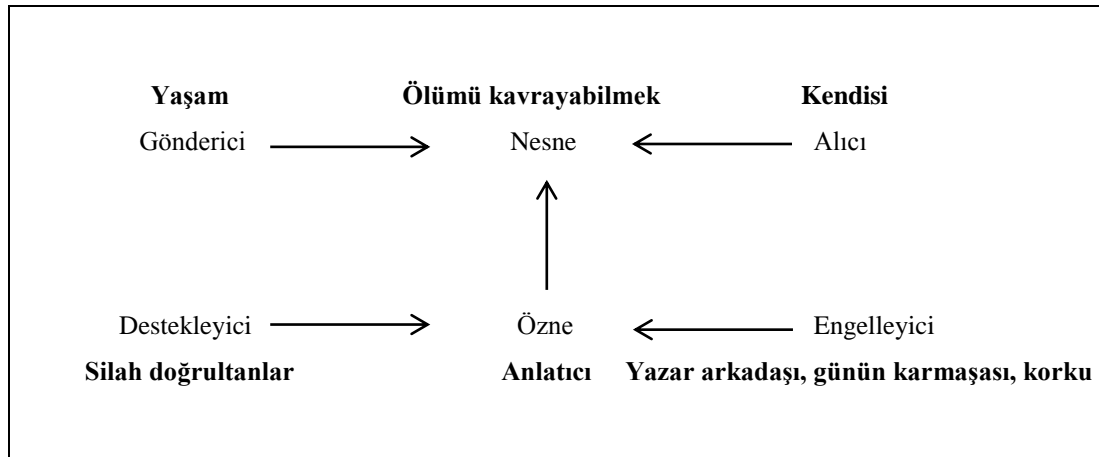 Yaşam Ölümü kavrayabilmek Kendisi
Gönderici Nesne Alıcı
Destekleyici Özne Engelleyici
Silah doğrultanlar Anlatıcı Yazar arkadaşı, günün karmaşası, korku